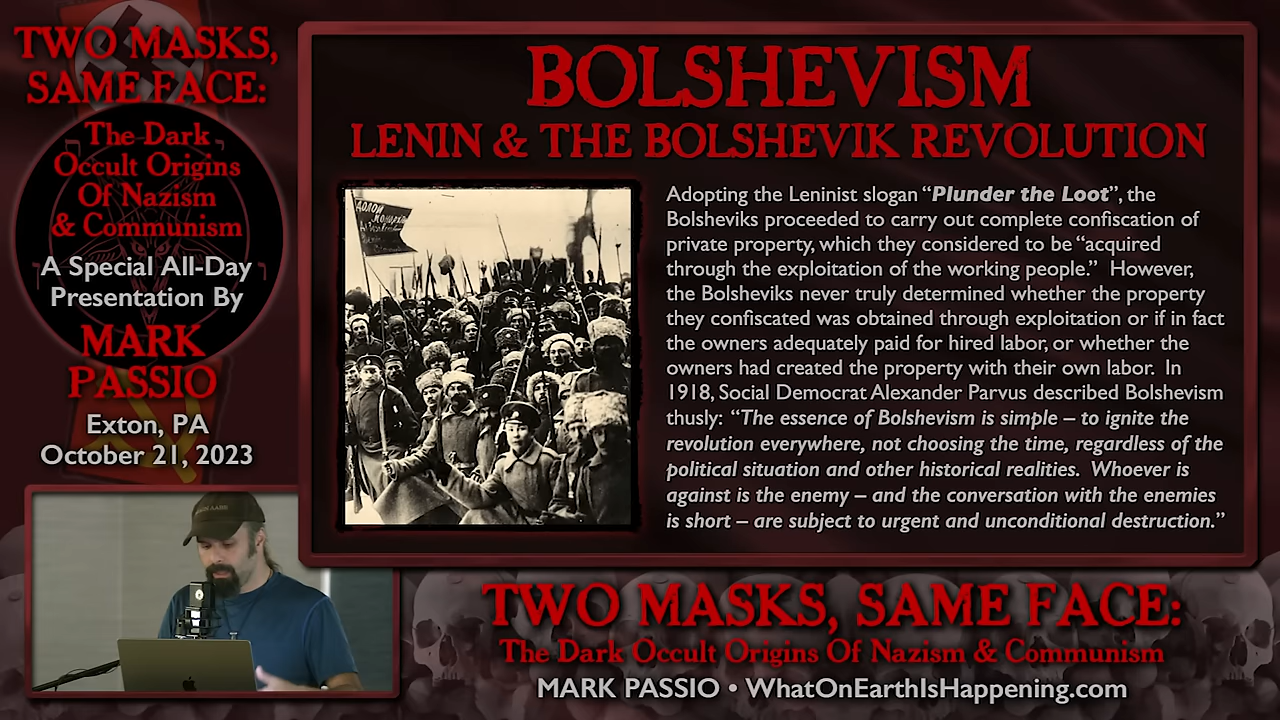 TWO MASKS,
SAME FACE:
The Dark
Occult Origins
Of Nazism
& Communism
A Special All-Day
Presentation By
MARK
PASSIO
Exton, PA
October 21, 2023
BOLSHEVISM
LENIN & THE BOLSHEVIK REVOLUTION
ДОЛОЙ
Adopting the Leninist slogan “Plunder the Loot”, the
Bolsheviks proceeded to carry out complete confiscation of
private property, which they considered to be “acquired
through the exploitation of the working people.”  However,
the Bolsheviks never truly determined whether the property
they confiscated was obtained through exploitation or if in fact
the owners adequately paid for hired labor, or whether the
owners had created the property with their own labor.  In
1918, Social Democrat Alexander Parvus described Bolshevism
thusly:  “The essence of Bolshevism is simple – to ignite the
revolution everywhere, not choosing the time, regardless of the
political situation and other historical realities.  Whoever is
against is the enemy – and the conversation with the enemies
is short – are subject to urgent and unconditional destruction.”
TWO MASKS, SAME FACE:
The Dark Occult Origins Of Nazism & Communism
MARK PASSIO • WhatOnEarthIsHappening.com